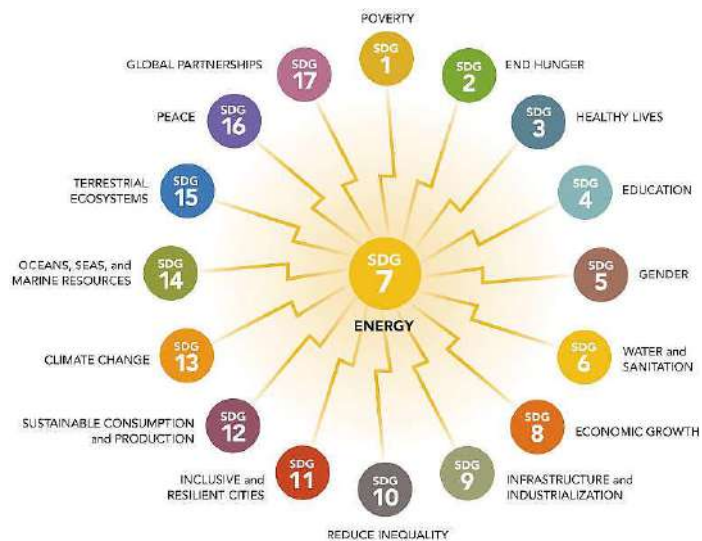 POVERTY
SDG
1
SDG
2
END HUNGER
SDG
3
HEALTHY LIVES
SDG
4
EDUCATION
SDG
5
GENDER
SDG
6
WATER and
SANITATION
SDG
8
ECONOMIC GROWTH
SDG
9
INFRASTRUCTURE and
INDUSTRIALIZATION
SDG
10
REDUCE INEQUALITY
SDG
11
INCLUSIVE and
RESILIENT CITIES
SDG
12
SUSTAINABLE CONSUMPTION
and PRODUCTION
SDG
13
CLIMATE CHANGE
SDG
14
OCEANS, SEAS, and
MARINE RESOURCES
SDG
15
TERRESTRIAL
ECOSYSTEMS
SDG
16
PEACE
SDG
17
GLOBAL PARTNERSHIPS
SDG
7
ENERGY